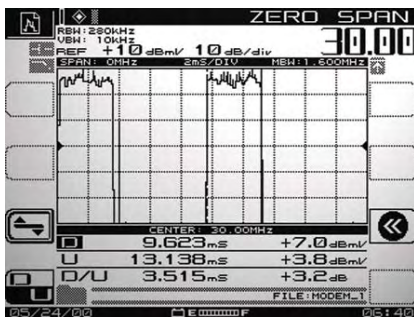 ZERO SPAN
RBW:280KHZ
VBW: 10KHZ
30.00
REF +10 dBmV 10 dB/div
SPAN: 0MHZ 2mS/DIV MBW:1.600MHZ
CENTER: 30.00MHZ
D 9.623mS +7.0dBmV
U 13.138mS +3.8dBmV
D/U 3.515mS +3.2dB
D
U
FILE:MODEM_1
05/24/00 E F 06:40